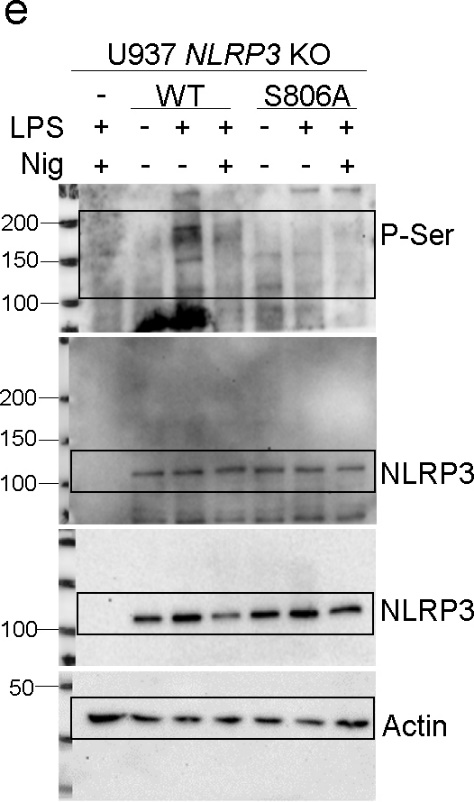 e
U937 NLRP3 KO
- WT S806A
LPS + - + + - + +
Nig + - - + - - +
200
150
100
P-Ser
200
150
100
NLRP3
100
NLRP3
50
Actin